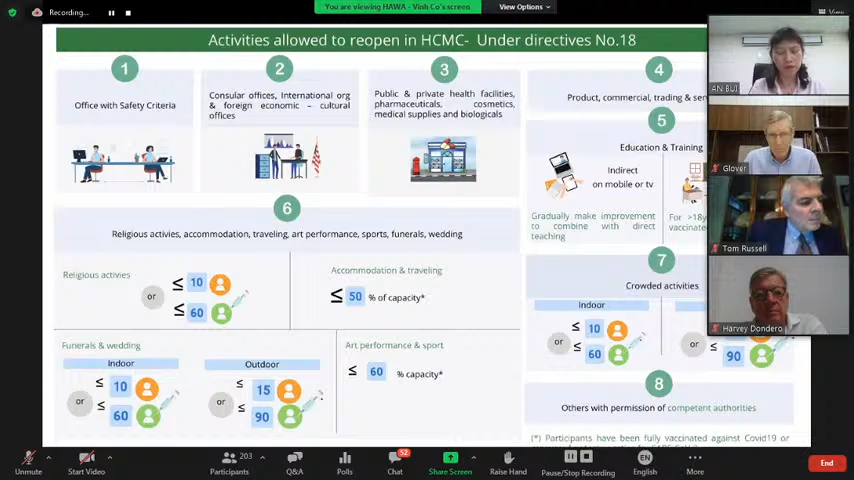 Recording...
You are viewing HAWA - Vinh Co's screen
View Options
View
Activities allowed to reopen in HCMC- Under directives No.18
1
Office with Safety Criteria
2
Consular offices, International org
& foreign economic – cultural
offices
3
Public & private health facilities,
pharmaceuticals, cosmetics,
medical supplies and biologicals
4
Product, commercial, trading &
5
Education & Training
Indirect
on mobile or tv
Gradually make improvement
to combine with direct
teaching
For >18y
6
Religious activies, accommodation, traveling, art performance, sports, funerals, wedding
Religious activies
≤ 10
or
≤ 60
Accommodation & traveling
≤ 50 % of capacity*
Funerals & wedding
Indoor
≤ 10
or
≤ 60
Outdoor
≤ 15
or
≤ 90
Art performance & sport
≤ 60 % capacity*
7
Crowded activities
Indoor
≤ 10
or
≤ 60
or
≤ 90
8
Others with permission of competent authorities
(*) Participants have been fully vaccinated against Covid19 or
AN BUI
Glover
Tom Russell
Harvey Dondero
Unmute
Start Video
203
Participants
Q&A
Polls
52
Chat
Share Screen
Raise Hand
Pause/Stop Recording
EN
English
More
End